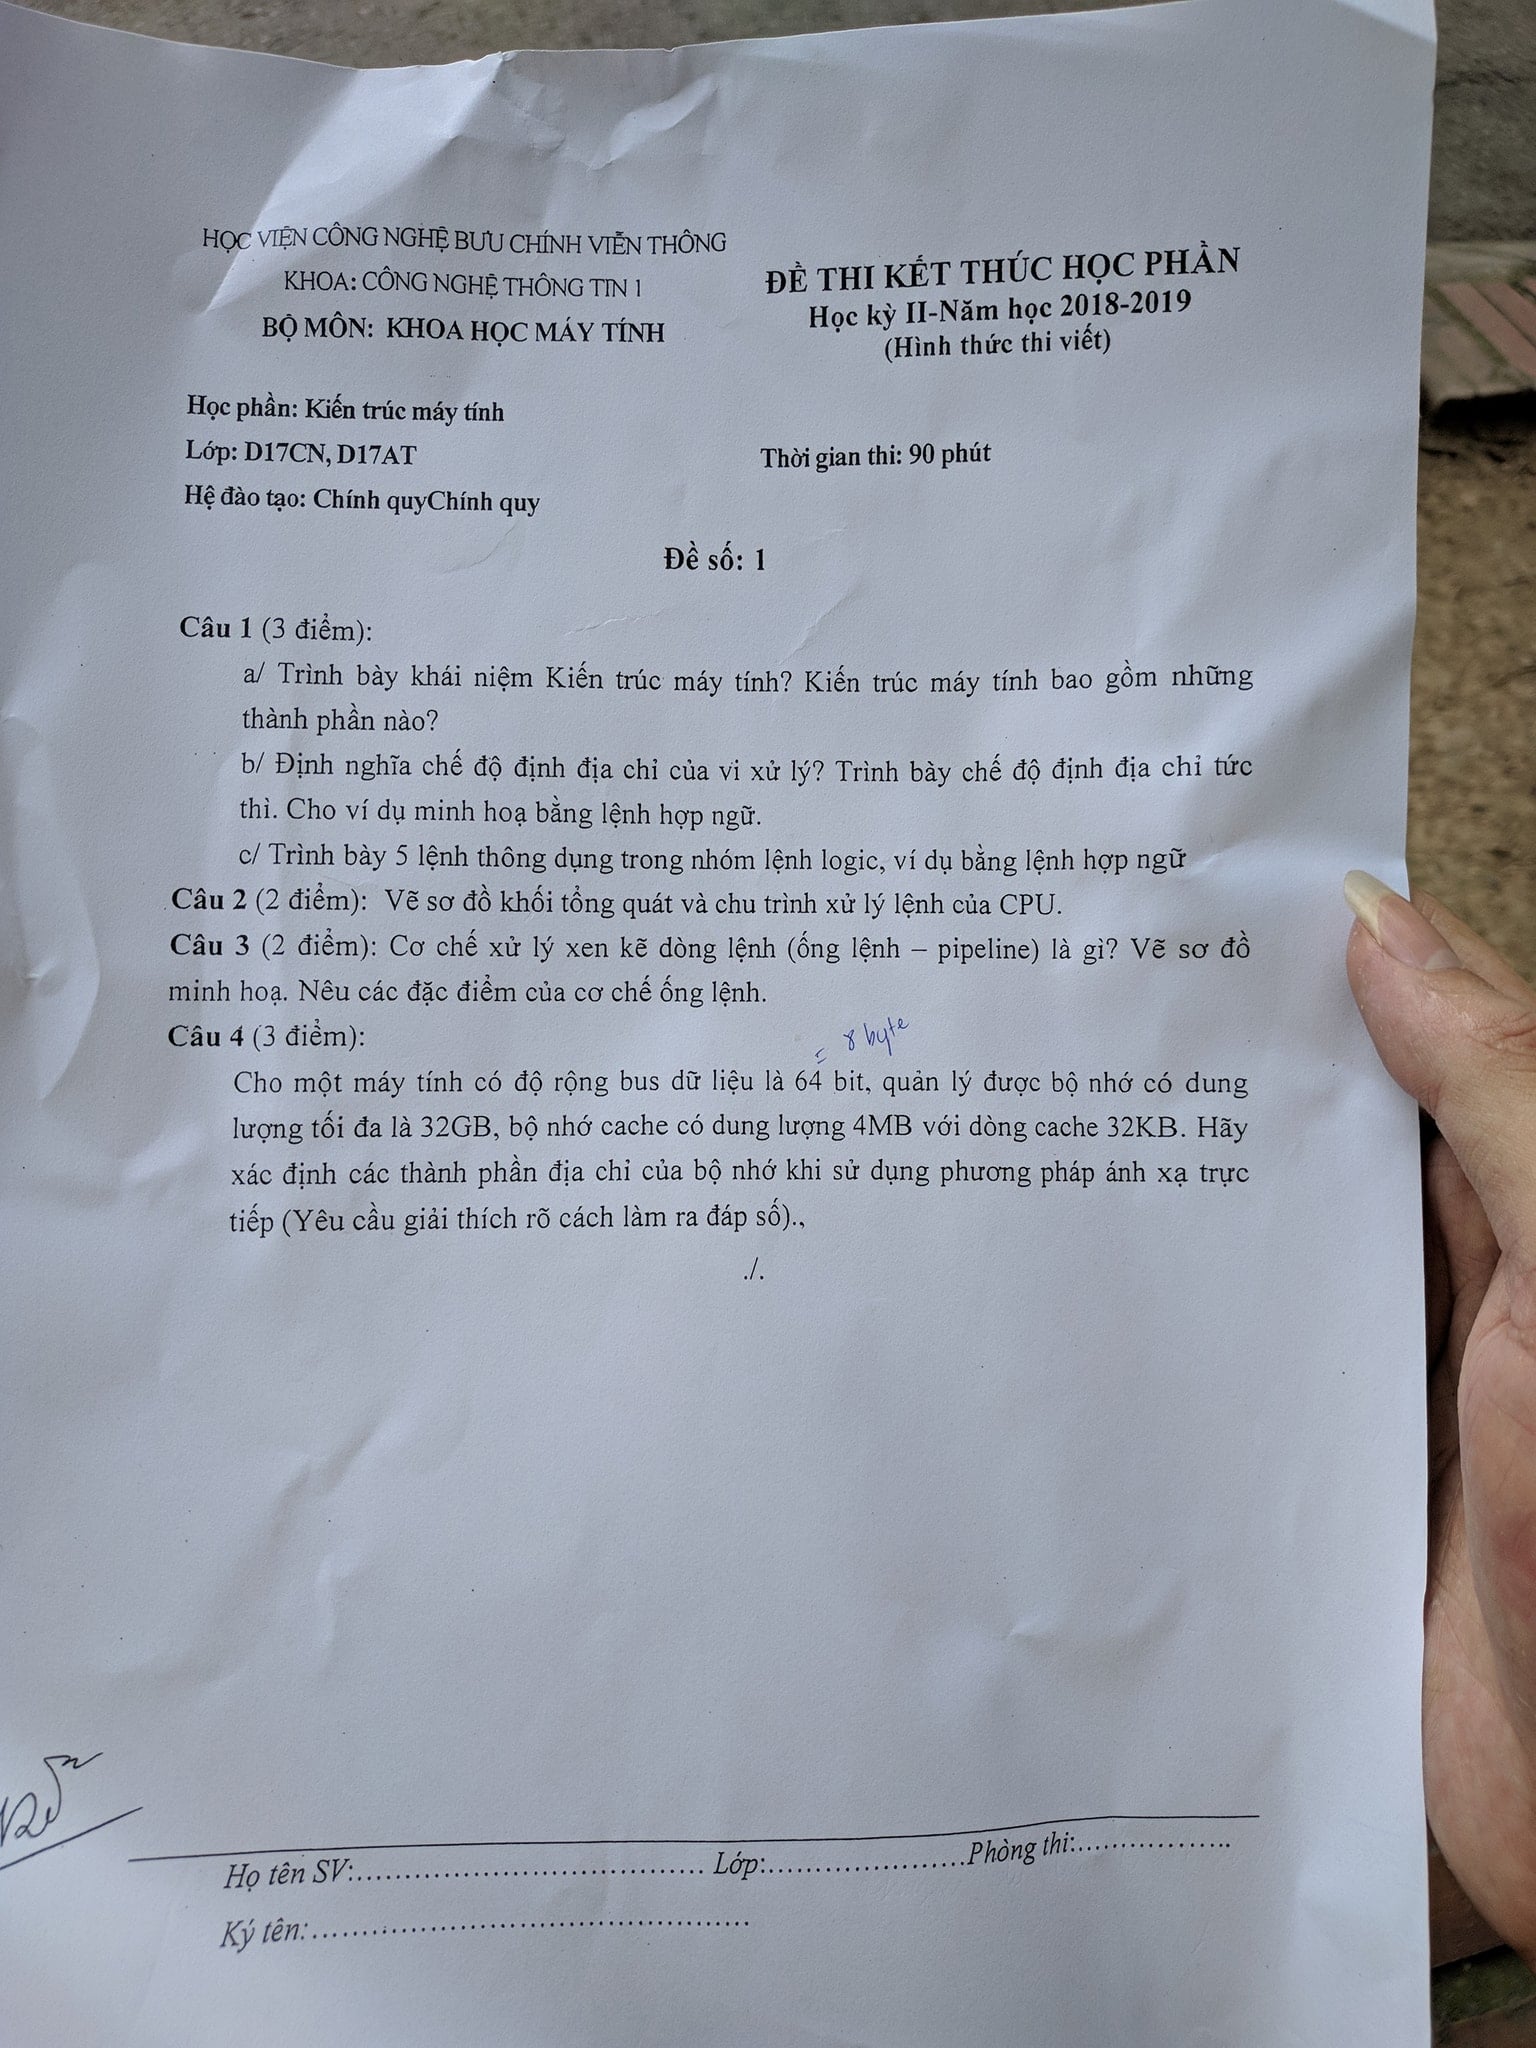 HỌC VIỆN CÔNG NGHỆ BƯU CHÍNH VIỄN THÔNG
KHOA: CÔNG NGHỆ THÔNG TIN 1
BỘ MÔN: KHOA HỌC MÁY TÍNH
ĐỀ THI KẾT THÚC HỌC PHẦN
Học kỳ II-Năm học 2018-2019
(Hình thức thi viết)
Học phần: Kiến trúc máy tính
Lớp: D17CN, D17AT
Thời gian thi: 90 phút
Hệ đào tạo: Chính quyChính quy
Đề số: 1
Câu 1 (3 điểm):
a/ Trình bày khái niệm Kiến trúc máy tính? Kiến trúc máy tính bao gồm những
thành phần nào?
b/ Định nghĩa chế độ định địa chỉ của vi xử lý? Trình bày chế độ định địa chỉ tức
thì. Cho ví dụ minh hoạ bằng lệnh hợp ngữ.
c/ Trình bày 5 lệnh thông dụng trong nhóm lệnh logic, ví dụ bằng lệnh hợp ngữ
Câu 2 (2 điểm): Vẽ sơ đồ khối tổng quát và chu trình xử lý lệnh của CPU.
Câu 3 (2 điểm): Cơ chế xử lý xen kẽ dòng lệnh (ống lệnh – pipeline) là gì? Vẽ sơ đồ
minh hoạ. Nêu các đặc điểm của cơ chế ống lệnh.
Câu 4 (3 điểm):
= 8 byte
Cho một máy tính có độ rộng bus dữ liệu là 64 bit, quản lý được bộ nhớ có dung
lượng tối đa là 32GB, bộ nhớ cache có dung lượng 4MB với dòng cache 32KB. Hãy
xác định các thành phần địa chỉ của bộ nhớ khi sử dụng phương pháp ánh xạ trực
tiếp (Yêu cầu giải thích rõ cách làm ra đáp số).,
./.
Họ tên SV:............................................... Lớp:......................Phòng thi:..................
Ký tên:.............................................